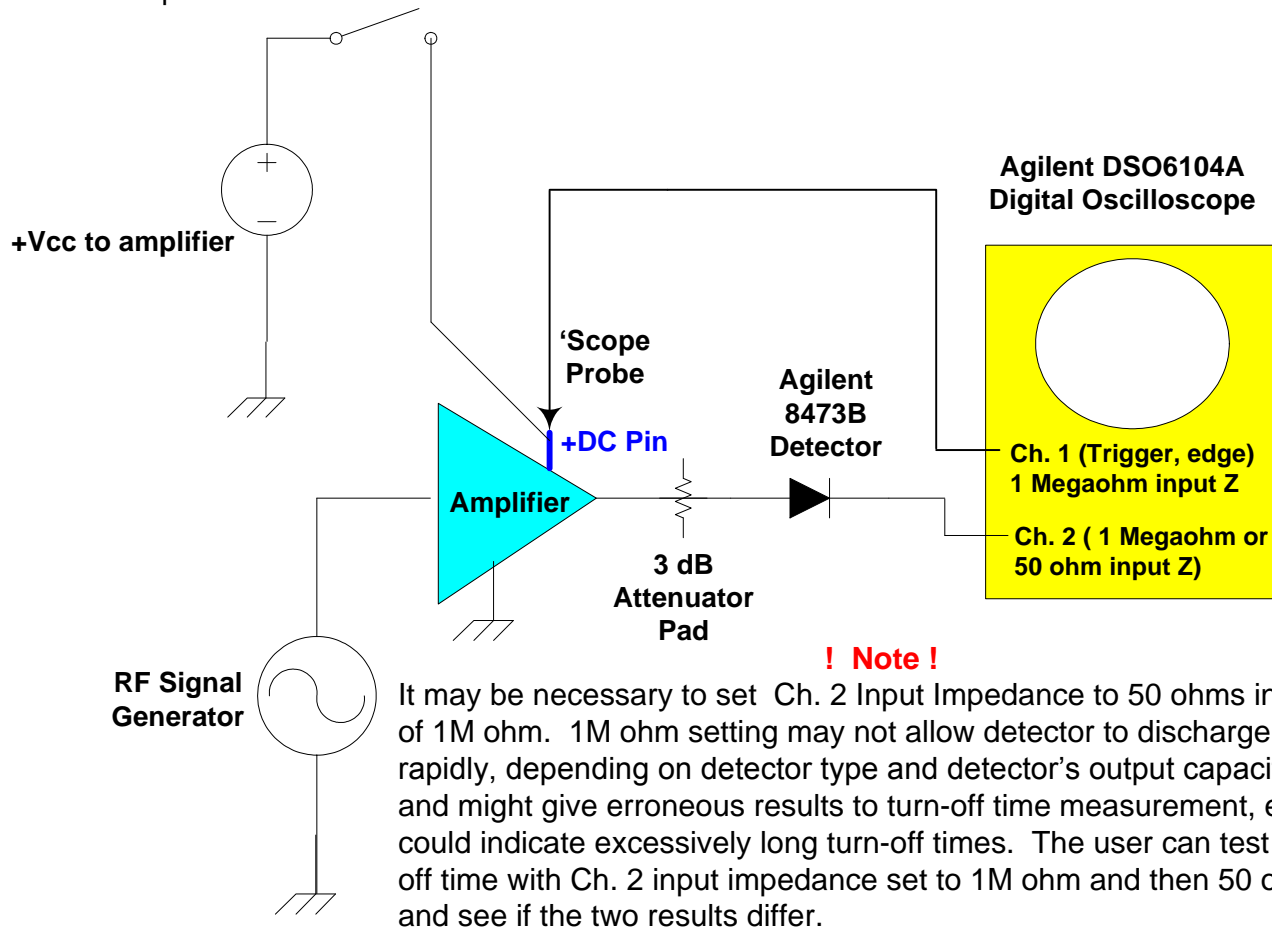 Agilent DSO6104A
Digital Oscilloscope
+
−
+Vcc to amplifier
‘Scope
Probe
Agilent
8473B
Detector
+DC Pin
Ch. 1 (Trigger, edge)
1 Megaohm input Z
Amplifier
Ch. 2 ( 1 Megaohm or
50 ohm input Z)
3 dB
Attenuator
Pad
! Note !
RF Signal
Generator
It may be necessary to set Ch. 2 Input Impedance to 50 ohms in
of 1M ohm. 1M ohm setting may not allow detector to discharge
rapidly, depending on detector type and detector’s output capaci
and might give erroneous results to turn-off time measurement, e
could indicate excessively long turn-off times. The user can test
off time with Ch. 2 input impedance set to 1M ohm and then 50 o
and see if the two results differ.